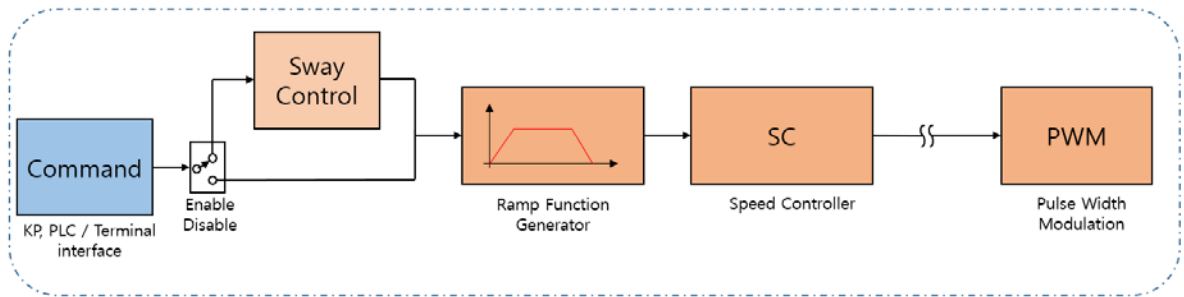 Sway
Control
Command
SC
PWM
Enable
Disable
KP, PLC / Terminal
interface
Ramp Function
Generator
Speed Controller
Pulse Width
Modulation